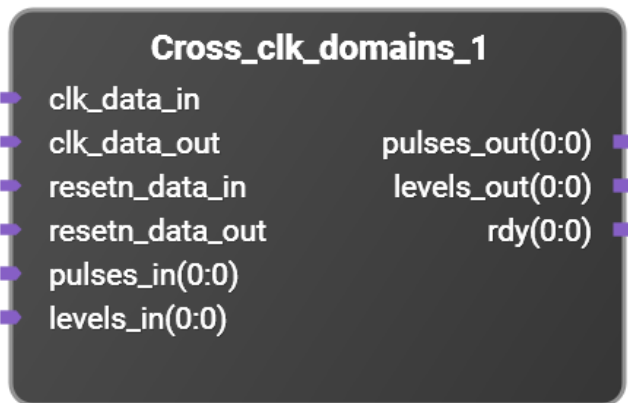 Cross_clk_domains_1
clk_data_in
clk_data_out
pulses_out(0:0)
resetn_data_in
levels_out(0:0)
resetn_data_out
rdy(0:0)
pulses_in(0:0)
levels_in(0:0)